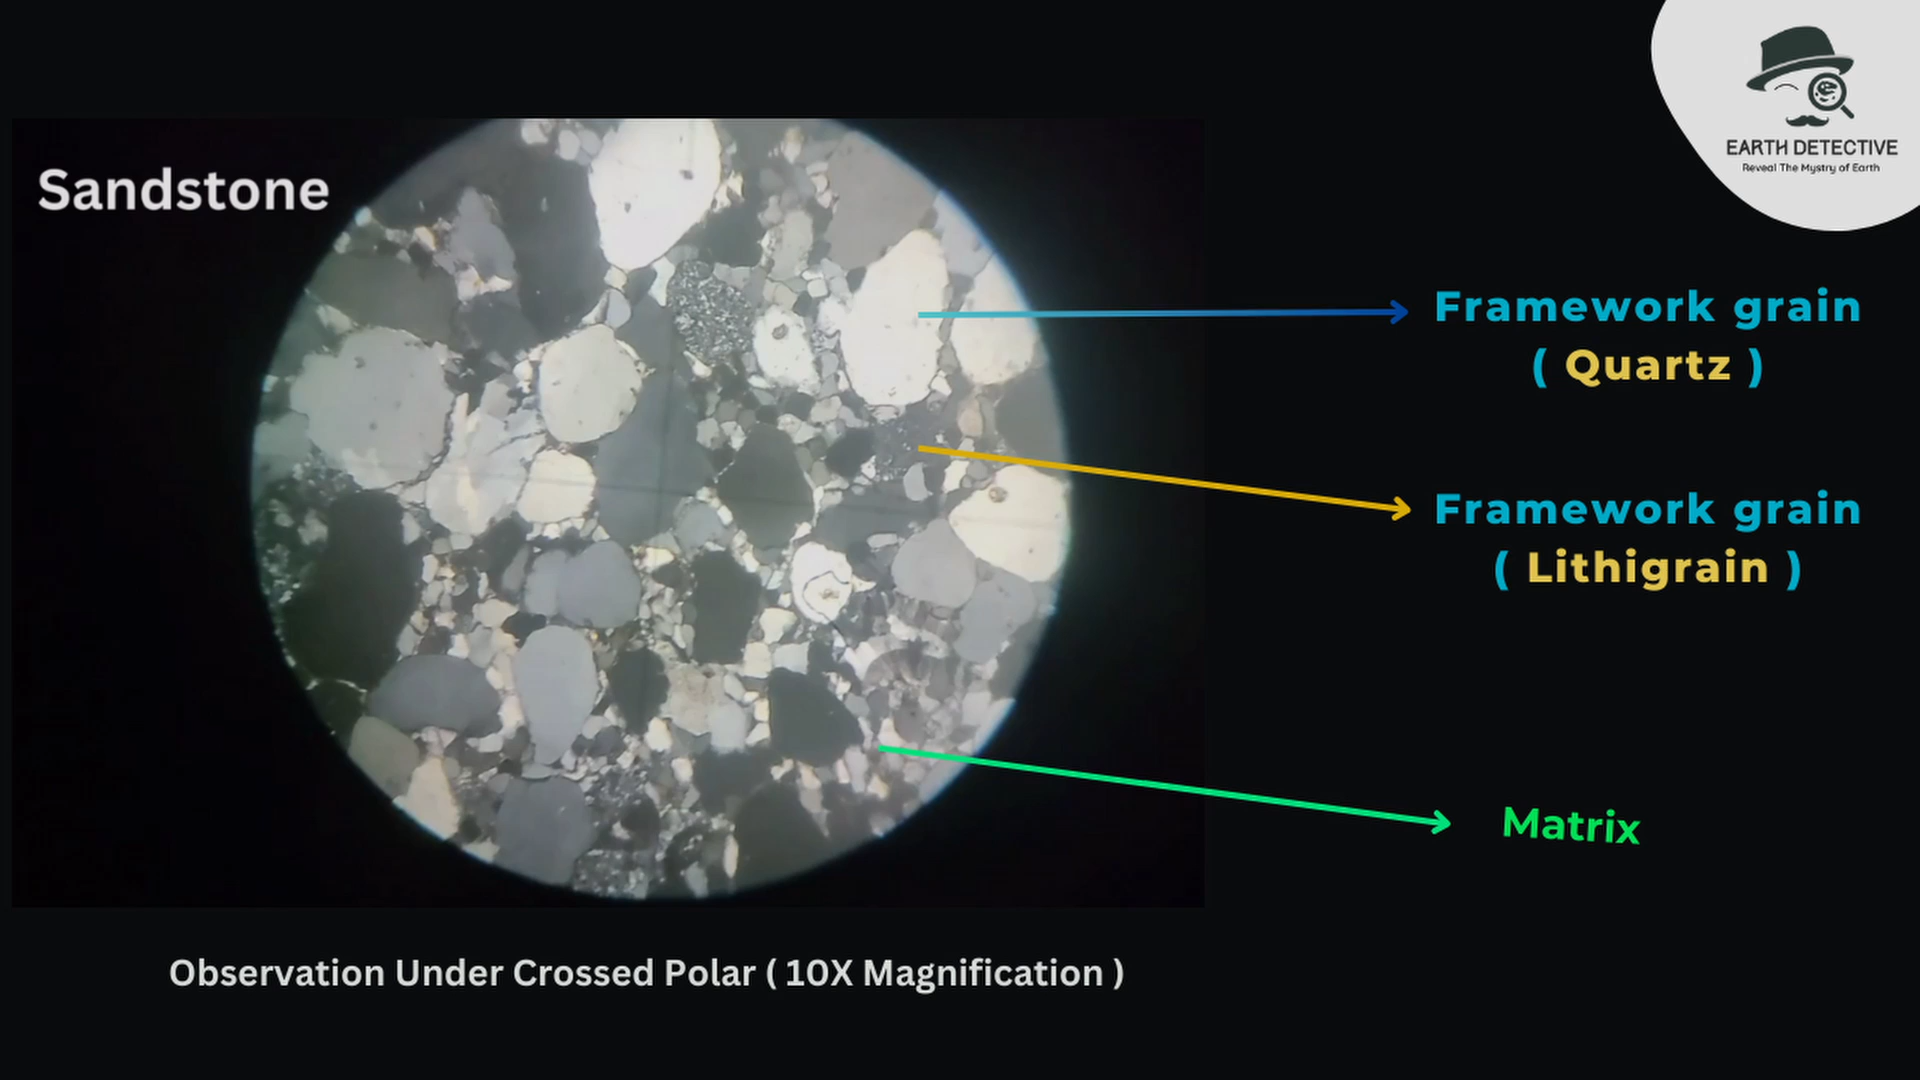 EARTH DETECTIVE
Reveal The Mystry of Earth
Sandstone
Framework grain
( Quartz )
Framework grain
( Lithigrain )
Matrix
Observation Under Crossed Polar ( 10X Magnification )